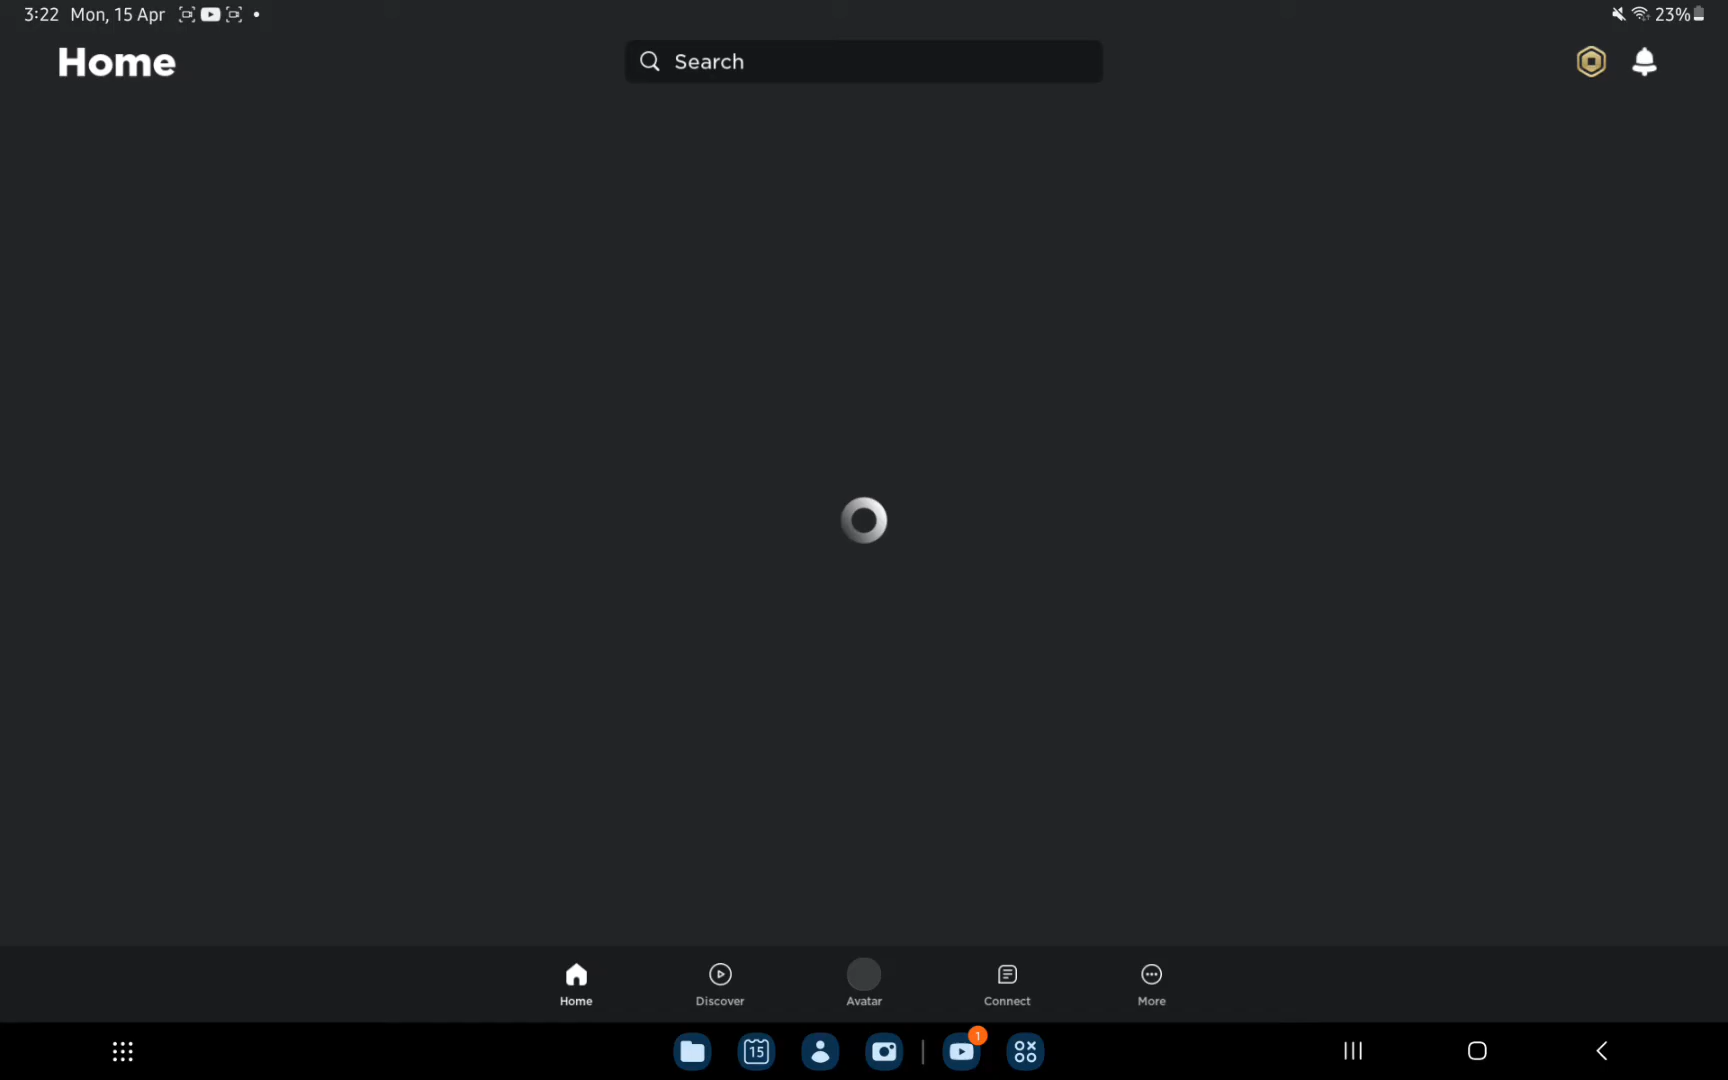 3:22 Mon, 15 Apr
23%
Home
Search
Home
Discover
Avatar
Connect
More
15
1